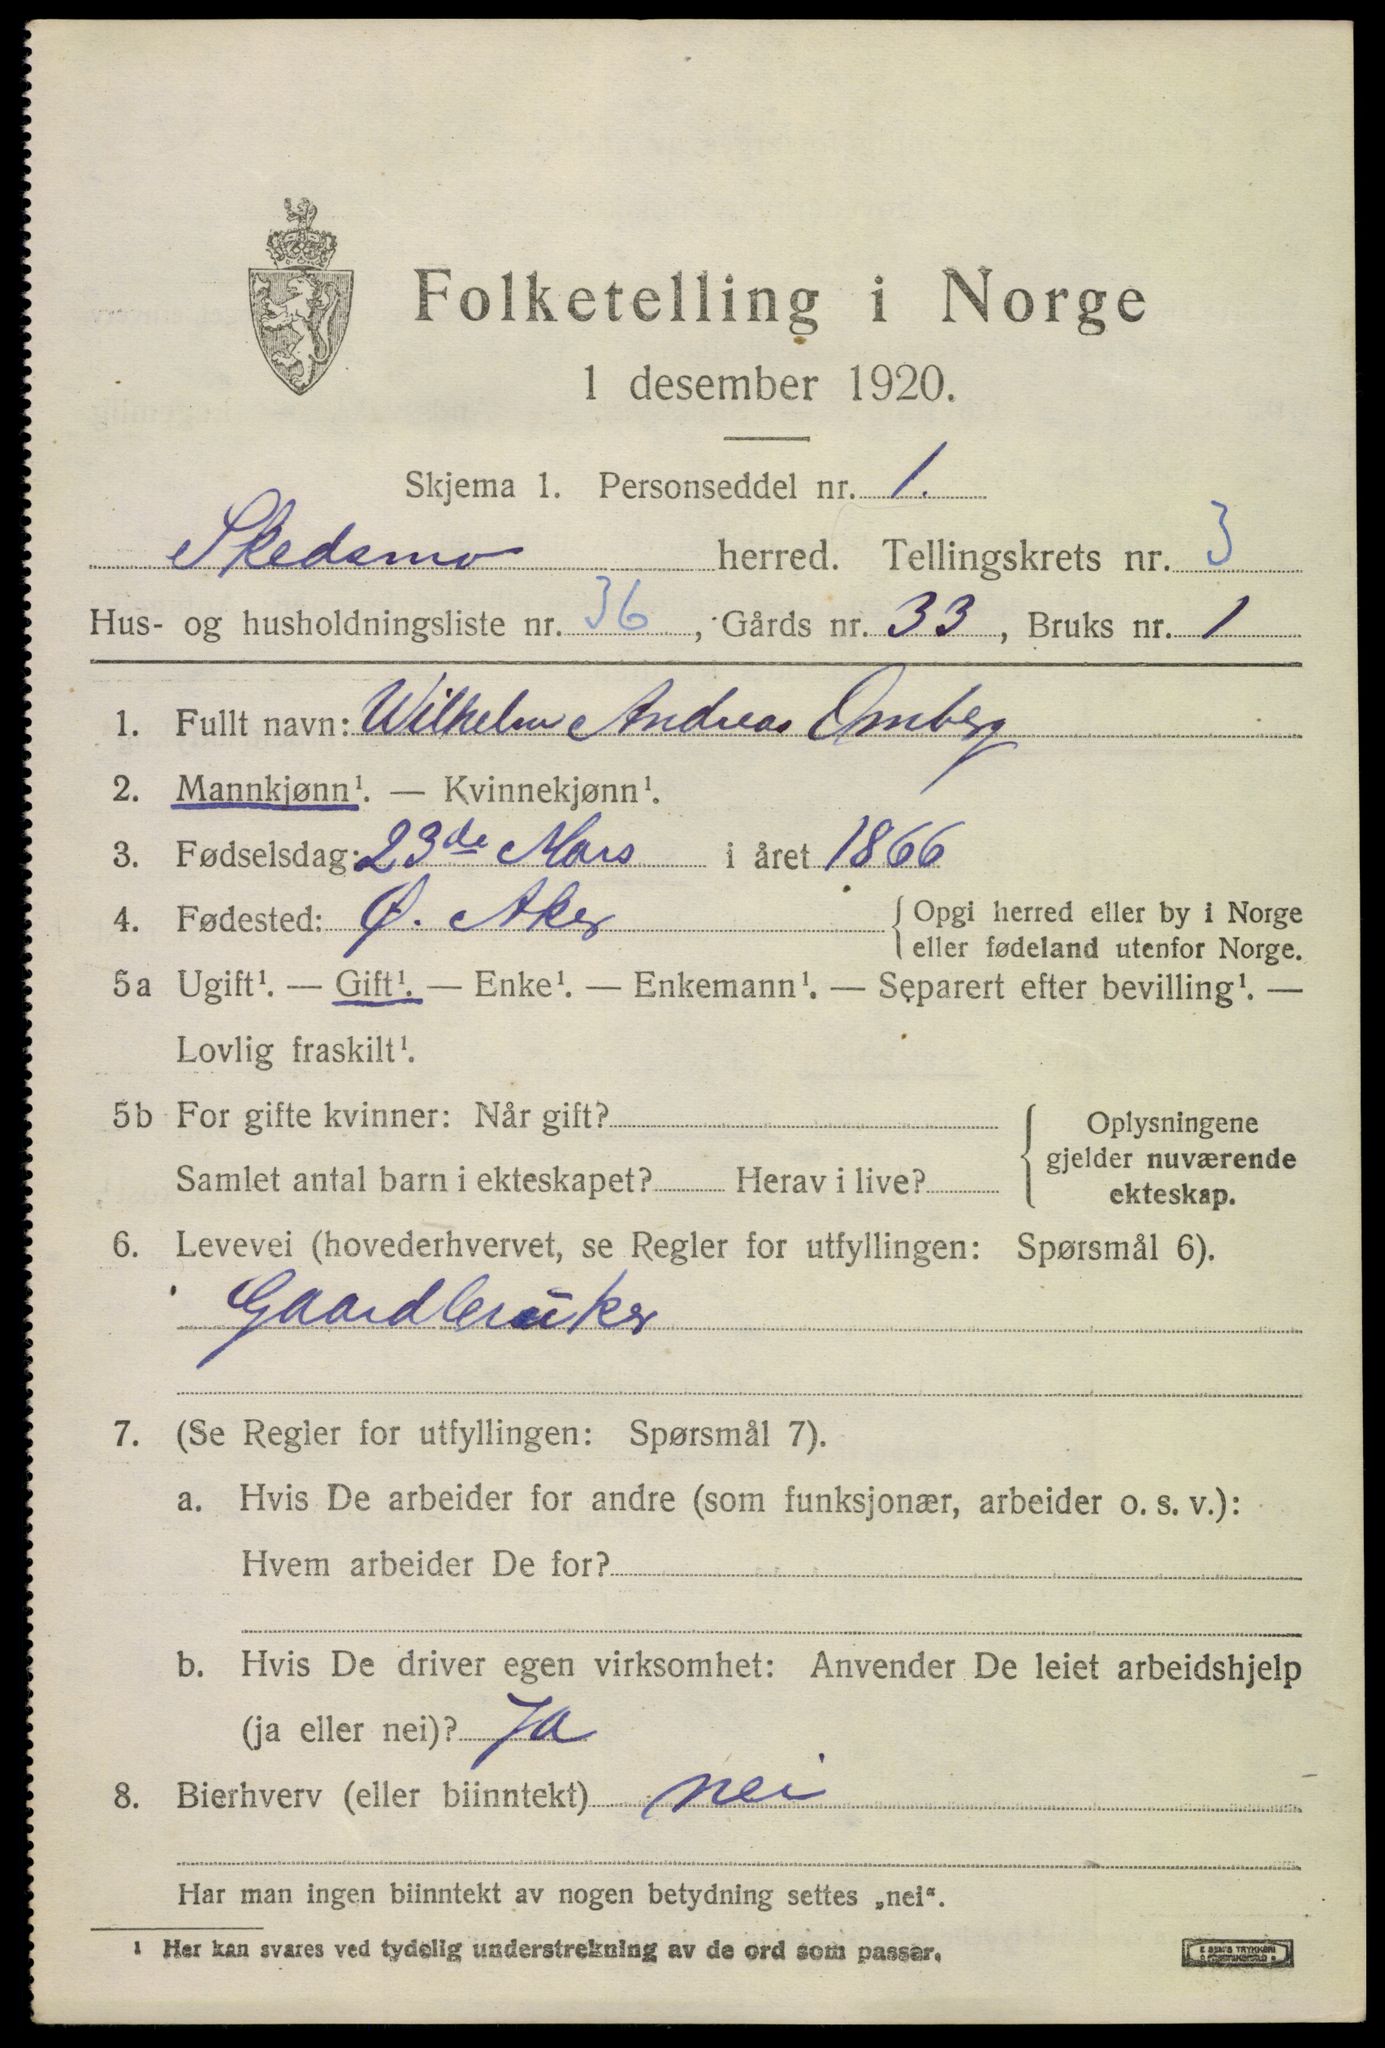 Folketelling i Norge
1 desember 1920.
Skjema 1. Personseddel nr. 1.
Skedsmo herred. Tellingskrets nr. 3
Hus- og husholdningsliste nr. 36, Gårds nr. 33, Bruks nr. 1
1. Fullt navn: Wilhelm Andreas Omberg
2. Mannkjønn¹. — Kvinnekjønn¹.
3. Fødselsdag: 23de Mars i året 1866
4. Fødested: Ø. Aker { Opgi herred eller by i Norge
eller fødeland utenfor Norge.
5a Ugift¹. — Gift¹. — Enke¹. — Enkemann¹. — Separert efter bevilling¹. —
Lovlig fraskilt¹.
5b For gifte kvinner: Når gift? { Oplysningene
gjelder nuværende
ekteskap.
Samlet antal barn i ekteskapet? Herav i live?
6. Levevei (hovederhvervet, se Regler for utfyllingen: Spørsmål 6).
Gaardbruker
7. (Se Regler for utfyllingen: Spørsmål 7).
a. Hvis De arbeider for andre (som funksjonær, arbeider o. s. v.):
Hvem arbeider De for?
b. Hvis De driver egen virksomhet: Anvender De leiet arbeidshjelp
(ja eller nei)? Ja
8. Bierhverv (eller biinntekt) nei
Har man ingen biinntekt av nogen betydning settes „nei“.
¹ Her kan svares ved tydelig understrekning av de ord som passer.